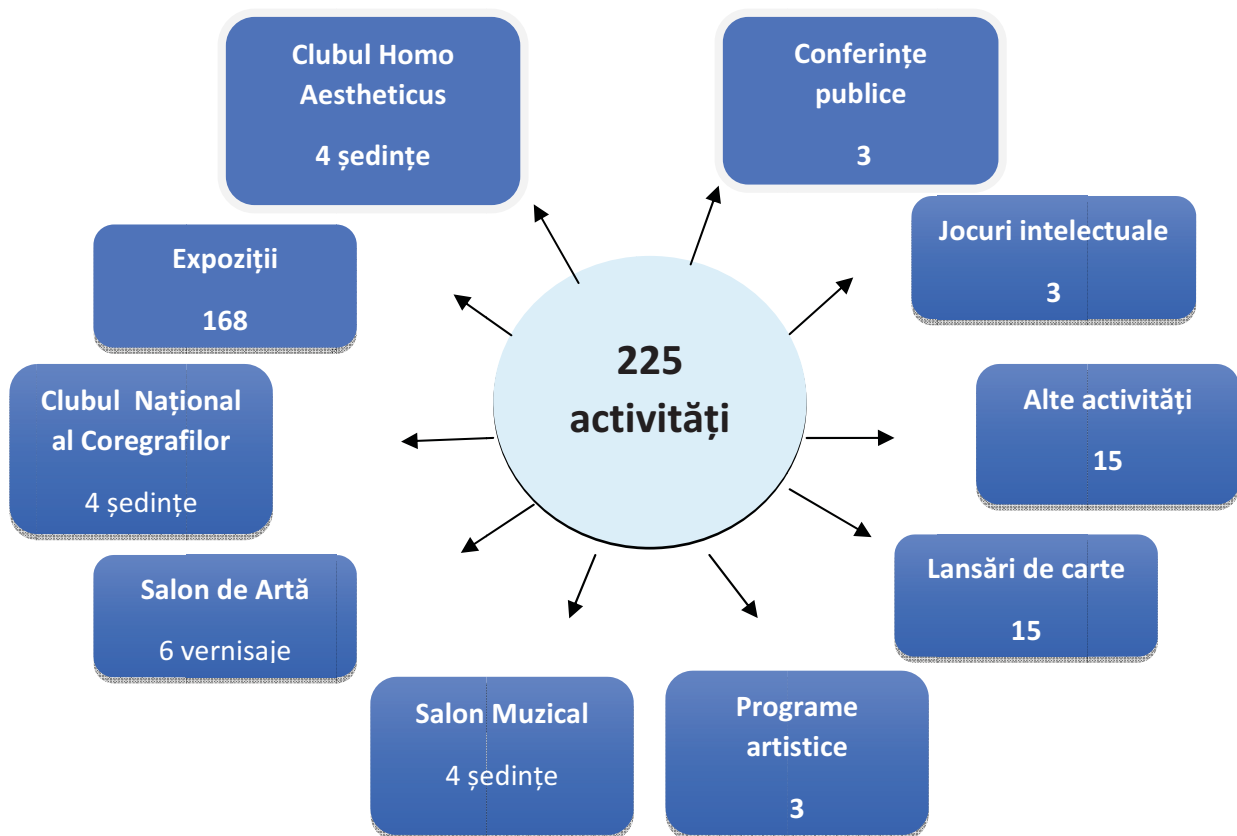 Clubul Homo
Aestheticus
4 ședințe
Conferințe
publice
3
Jocuri intelectuale
3
Expoziții
168
225
activități
Clubul Național
al Coregrafilor
4 ședințe
Alte activități
15
Lansări de carte
15
Salon de Artă
6 vernisaje
Salon Muzical
4 ședințe
Programe
artistice
3